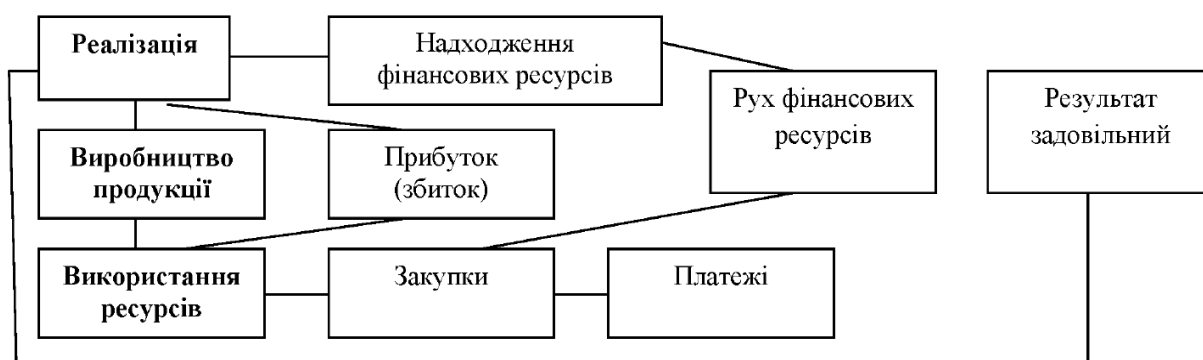 Реалізація
Надходження
фінансових ресурсів
Рух фінансових
ресурсів
Результат
задовільний
Виробництво
продукції
Прибуток
(збиток)
Використання
ресурсів
Закупки
Платежі